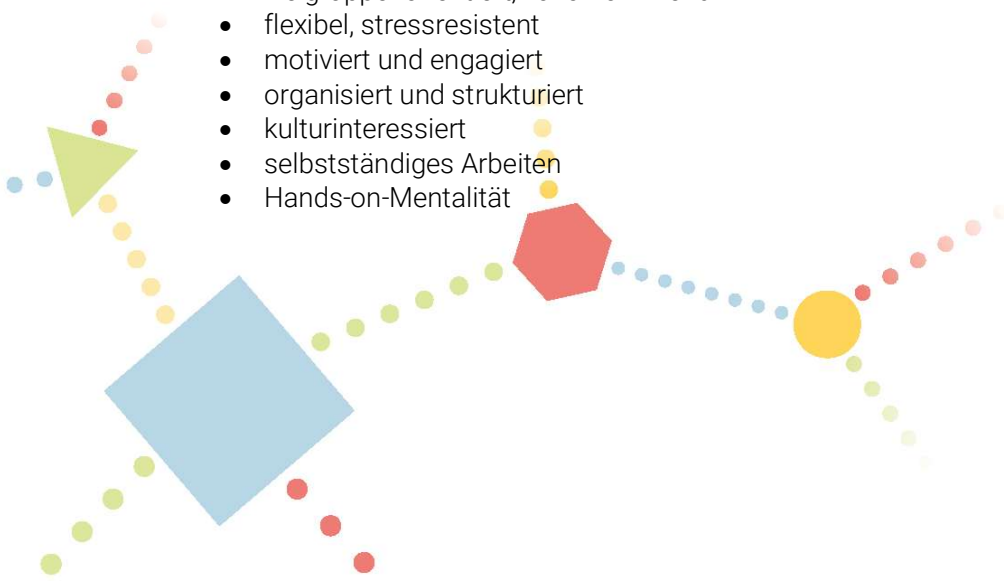 • flexibel, stressresistent
• motiviert und engagiert
• organisiert und strukturiert
• kulturinteressiert
• selbstständiges Arbeiten
• Hands-on-Mentalität